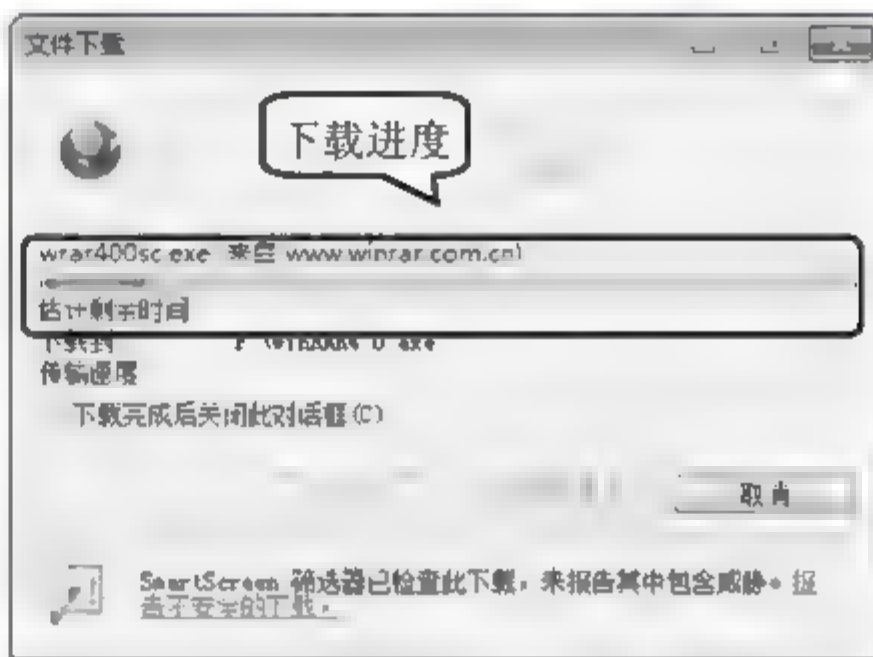 文件下载
下载进度
wrar400sc.exe 来自 www.winrar.com.cn
估计剩余时间
下载到
传输速度
下载完成后关闭此对话框(C)
取消
SmartScreen 筛选器已检查此下载，未报告其中包含威胁。报
告不安全的下载。